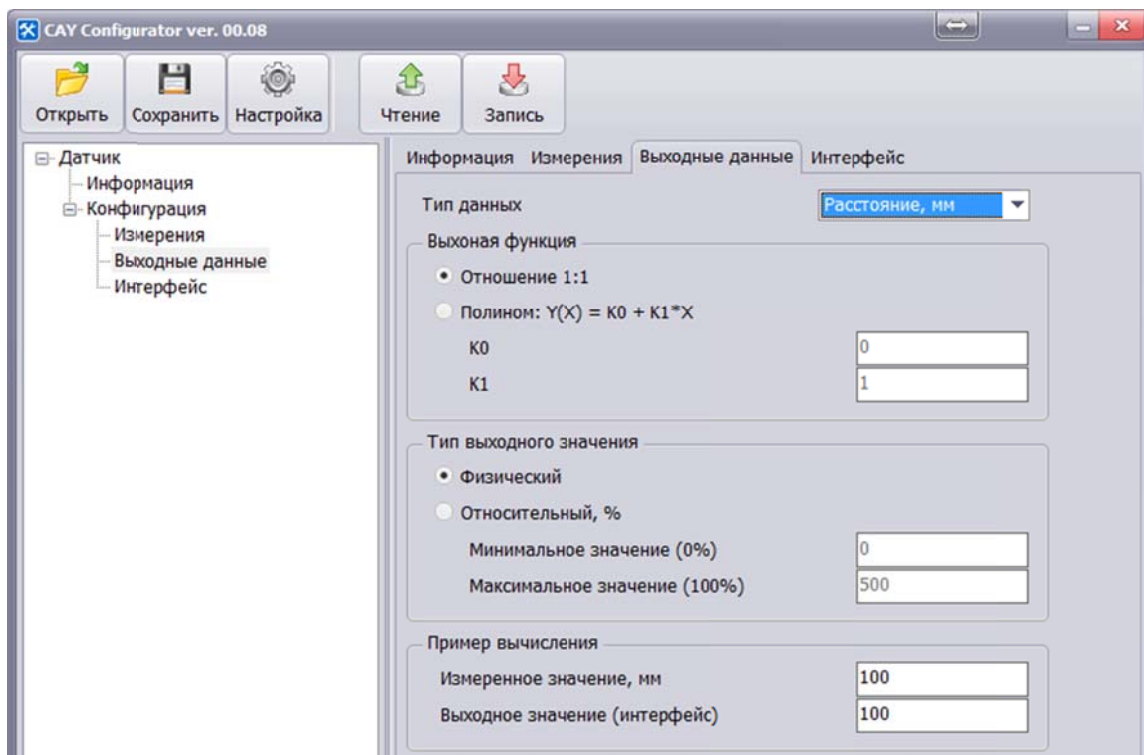 CAY Configurator ver. 00.08
Открыть Сохранить Настройка Чтение Запись
Датчик
Информация
Конфигурация
Измерения
Выходные данные
Интерфейс
Информация Измерения Выходные данные Интерфейс
Тип данных Расстояние, мм
Выхоная функция
Отношение 1:1
Полином: Y(X) = K0 + K1*X
K0 0
K1 1
Тип выходного значения
Физический
Относительный, %
Минимальное значение (0%) 0
Максимальное значение (100%) 500
Пример вычисления
Измеренное значение, мм 100
Выходное значение (интерфейс) 100